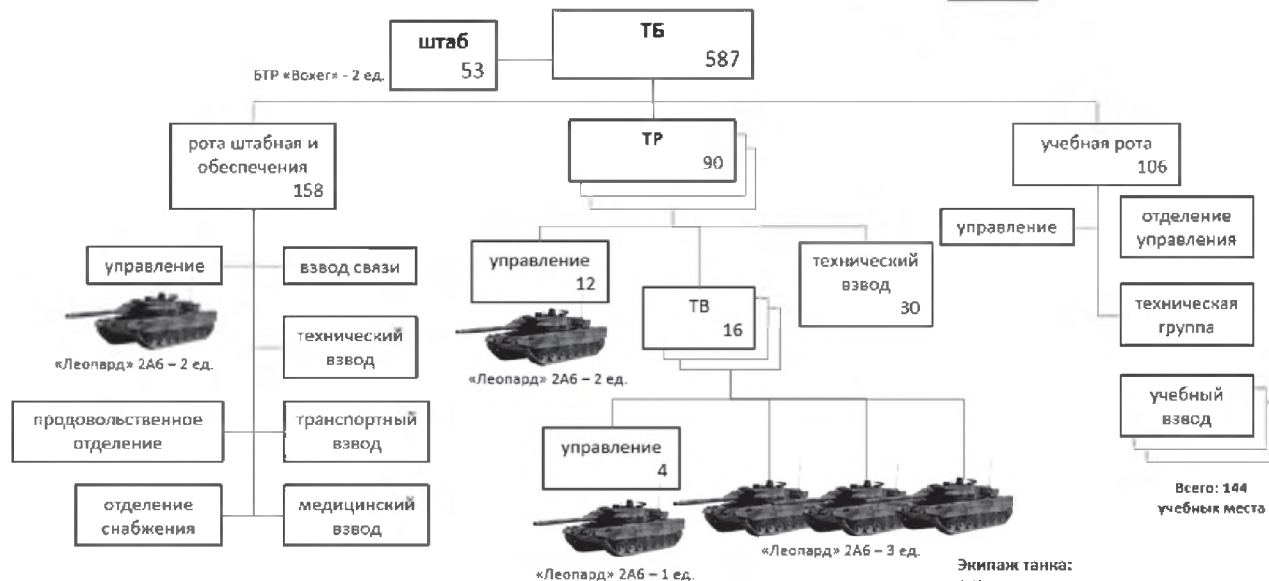 штаб
53
ТБ
587
БТР «Boxer» - 2 ед.
рота штабная и
обеспечения
158
ТР
90
учебная рота
106
управление
взвод связи
«Леопард» 2А6 – 2 ед.
технический
взвод
продовольственное
отделение
транспортный
взвод
отделение
снабжения
медицинский
взвод
управление
12
«Леопард» 2А6 – 2 ед.
ТВ
16
технический
взвод
30
управление
4
«Леопард» 2А6 – 1 ед.
«Леопард» 2А6 – 3 ед.
управление
отделение
управления
техническая
группа
учебный
взвод
Всего: 144
учебных места
Экипаж танка: